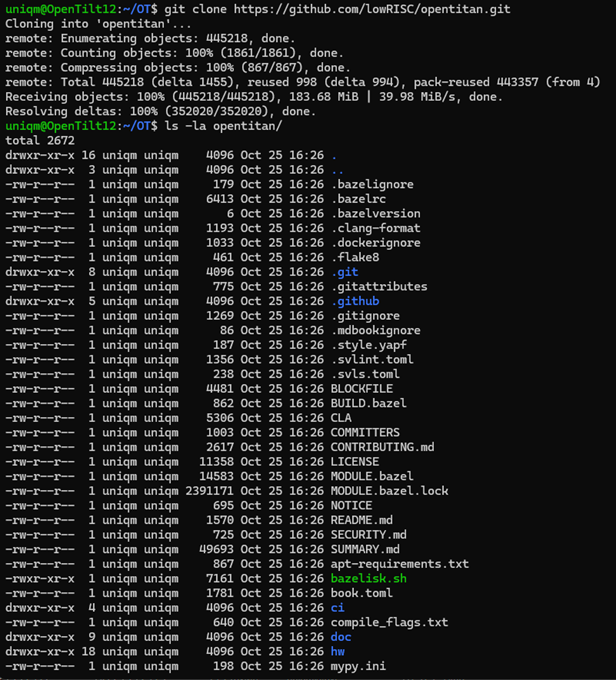 uniqm@OpenTilt12:~/OT$ git clone https://github.com/lowRISC/opentitan.git
Cloning into 'opentitan'...
remote: Enumerating objects: 445218, done.
remote: Counting objects: 100% (1861/1861), done.
remote: Compressing objects: 100% (867/867), done.
remote: Total 445218 (delta 1455), reused 998 (delta 994), pack-reused 443357 (from 4)
Receiving objects: 100% (445218/445218), 183.68 MiB | 39.98 MiB/s, done.
Resolving deltas: 100% (352020/352020), done.
uniqm@OpenTilt12:~/OT$ ls -la opentitan/
total 2672
drwxr-xr-x 16 uniqm uniqm    4096 Oct 25 16:26 .
drwxr-xr-x  3 uniqm uniqm    4096 Oct 25 16:26 ..
-rw-r--r--  1 uniqm uniqm     179 Oct 25 16:26 .bazelignore
-rw-r--r--  1 uniqm uniqm    6413 Oct 25 16:26 .bazelrc
-rw-r--r--  1 uniqm uniqm       6 Oct 25 16:26 .bazelversion
-rw-r--r--  1 uniqm uniqm    1193 Oct 25 16:26 .clang-format
-rw-r--r--  1 uniqm uniqm    1033 Oct 25 16:26 .dockerignore
-rw-r--r--  1 uniqm uniqm     461 Oct 25 16:26 .flake8
drwxr-xr-x  8 uniqm uniqm    4096 Oct 25 16:26 .git
-rw-r--r--  1 uniqm uniqm     775 Oct 25 16:26 .gitattributes
drwxr-xr-x  5 uniqm uniqm    4096 Oct 25 16:26 .github
-rw-r--r--  1 uniqm uniqm    1269 Oct 25 16:26 .gitignore
-rw-r--r--  1 uniqm uniqm      86 Oct 25 16:26 .mdbookignore
-rw-r--r--  1 uniqm uniqm     187 Oct 25 16:26 .style.yapf
-rw-r--r--  1 uniqm uniqm    1356 Oct 25 16:26 .svlint.toml
-rw-r--r--  1 uniqm uniqm     238 Oct 25 16:26 .svls.toml
-rw-r--r--  1 uniqm uniqm    4481 Oct 25 16:26 BLOCKFILE
-rw-r--r--  1 uniqm uniqm     862 Oct 25 16:26 BUILD.bazel
-rw-r--r--  1 uniqm uniqm    5306 Oct 25 16:26 CLA
-rw-r--r--  1 uniqm uniqm    1003 Oct 25 16:26 COMMITTERS
-rw-r--r--  1 uniqm uniqm    2617 Oct 25 16:26 CONTRIBUTING.md
-rw-r--r--  1 uniqm uniqm   11358 Oct 25 16:26 LICENSE
-rw-r--r--  1 uniqm uniqm   14583 Oct 25 16:26 MODULE.bazel
-rw-r--r--  1 uniqm uniqm 2391171 Oct 25 16:26 MODULE.bazel.lock
-rw-r--r--  1 uniqm uniqm     695 Oct 25 16:26 NOTICE
-rw-r--r--  1 uniqm uniqm    1570 Oct 25 16:26 README.md
-rw-r--r--  1 uniqm uniqm     725 Oct 25 16:26 SECURITY.md
-rw-r--r--  1 uniqm uniqm   49693 Oct 25 16:26 SUMMARY.md
-rw-r--r--  1 uniqm uniqm     867 Oct 25 16:26 apt-requirements.txt
-rwxr-xr-x  1 uniqm uniqm    7161 Oct 25 16:26 bazelisk.sh
-rw-r--r--  1 uniqm uniqm    1781 Oct 25 16:26 book.toml
drwxr-xr-x  4 uniqm uniqm    4096 Oct 25 16:26 ci
-rw-r--r--  1 uniqm uniqm     640 Oct 25 16:26 compile_flags.txt
drwxr-xr-x  9 uniqm uniqm    4096 Oct 25 16:26 doc
drwxr-xr-x 18 uniqm uniqm    4096 Oct 25 16:26 hw
-rw-r--r--  1 uniqm uniqm     198 Oct 25 16:26 mypy.ini